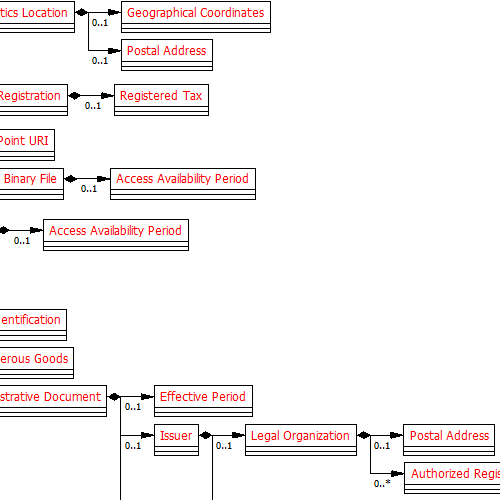 tics Location
Geographical Coordinates
0..1
Postal Address
0..1
Registration
Registered Tax
0..1
Point URI
Binary File
Access Availability Period
0..1
Access Availability Period
0..1
entification
erous Goods
strative Document
Effective Period
0..1
Issuer
Legal Organization
Postal Address
0..1
0..1
0..1
Authorized Regis
0..*